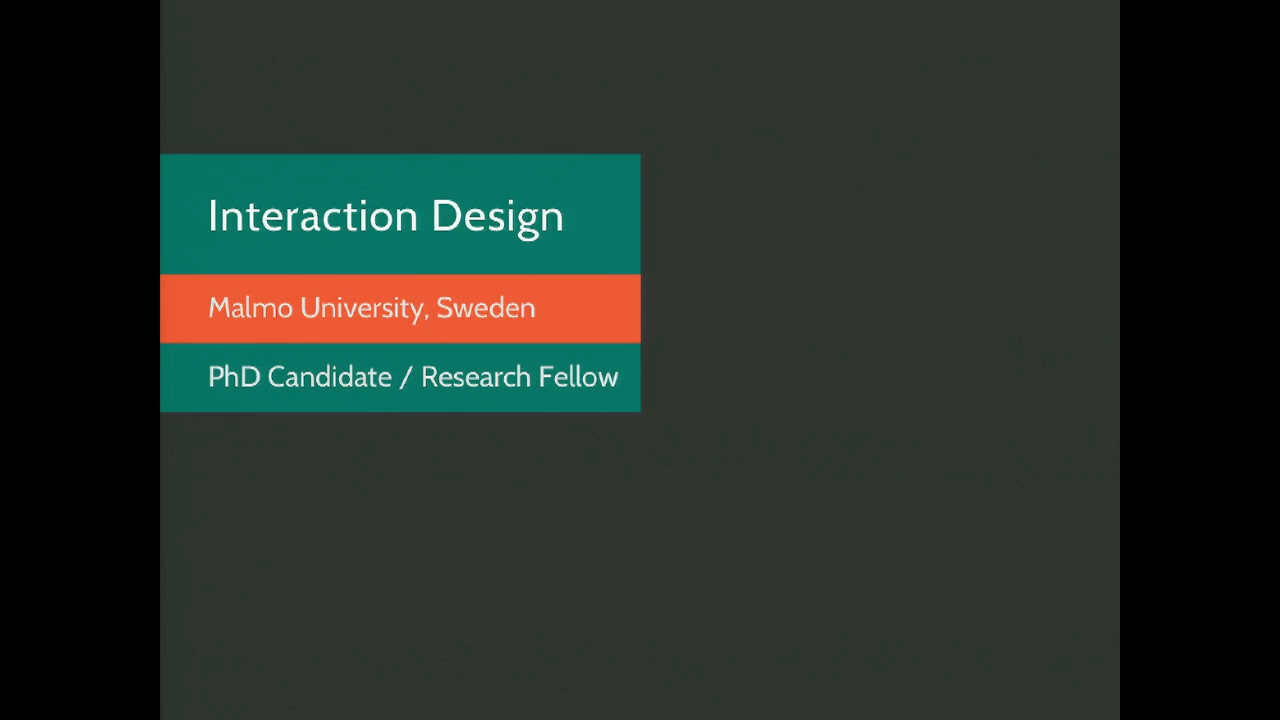 Interaction Design
Malmo University, Sweden
PhD Candidate / Research Fellow